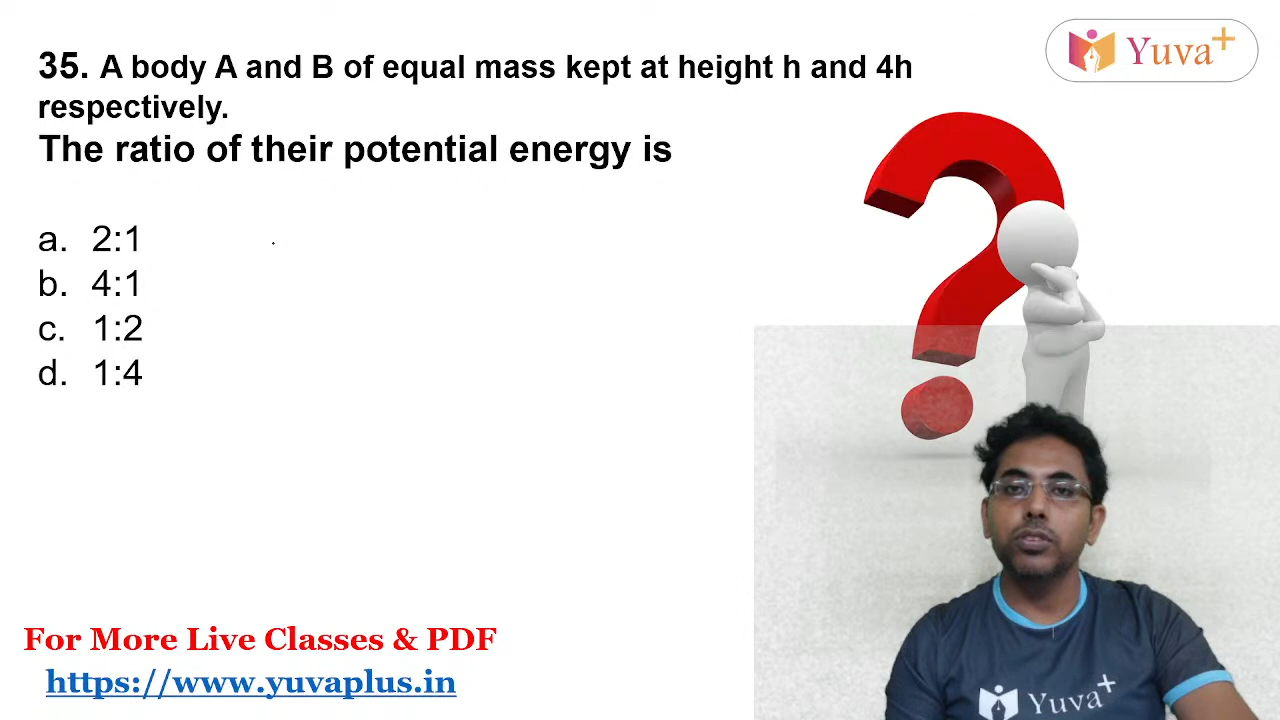 35. A body A and B of equal mass kept at height h and 4h
respectively.
The ratio of their potential energy is
a. 2:1
b. 4:1
c. 1:2
d. 1:4
For More Live Classes & PDF
https://www.yuvaplus.in
Yuva+
Yuva+